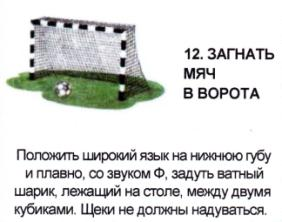 12. ЗАГНАТЬ
МЯЧ
В ВОРОТА
Положить широкий язык на нижнюю губу
и плавно, со звуком Ф, задуть ватный
шарик, лежащий на столе, между двумя
кубиками. Щеки не должны надуваться.